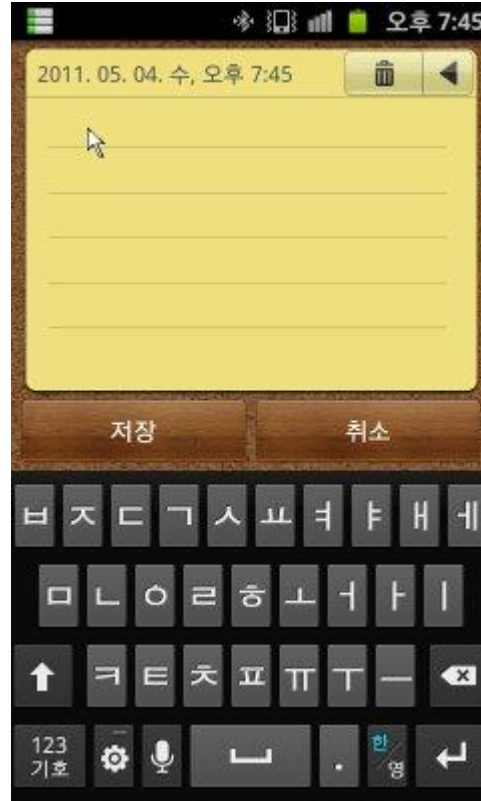 오후 7:45
2011. 05. 04. 수, 오후 7:45
저장 취소
ㅂ ㅈ ㄷ ㄱ ㅅ ㅛ ㅕ ㅑ ㅐ ㅔ
ㅁ ㄴ ㅇ ㄹ ㅎ ㅗ ㅓ ㅏ ㅣ
ㅋ ㅌ ㅊ ㅍ ㅠ ㅜ ㅡ
123
기호 . 한/영